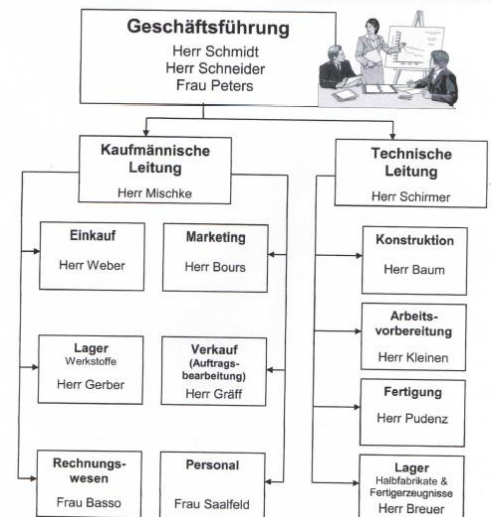 Geschäftsführung
Herr Schmidt
Herr Schneider
Frau Peters
Kaufmännische
Leitung
Herr Mischke
Technische
Leitung
Herr Schirmer
Einkauf
Herr Weber
Marketing
Herr Bours
Konstruktion
Herr Baum
Lager
Werkstoffe
Herr Gerber
Verkauf
(Auftrags-
bearbeitung)
Herr Gräff
Arbeits-
vorbereitung
Herr Kleinen
Fertigung
Herr Pudenz
Rechnungs-
wesen
Frau Basso
Personal
Frau Saalfeld
Lager
Halbfabrikate &
Fertigerzeugnisse
Herr Breuer